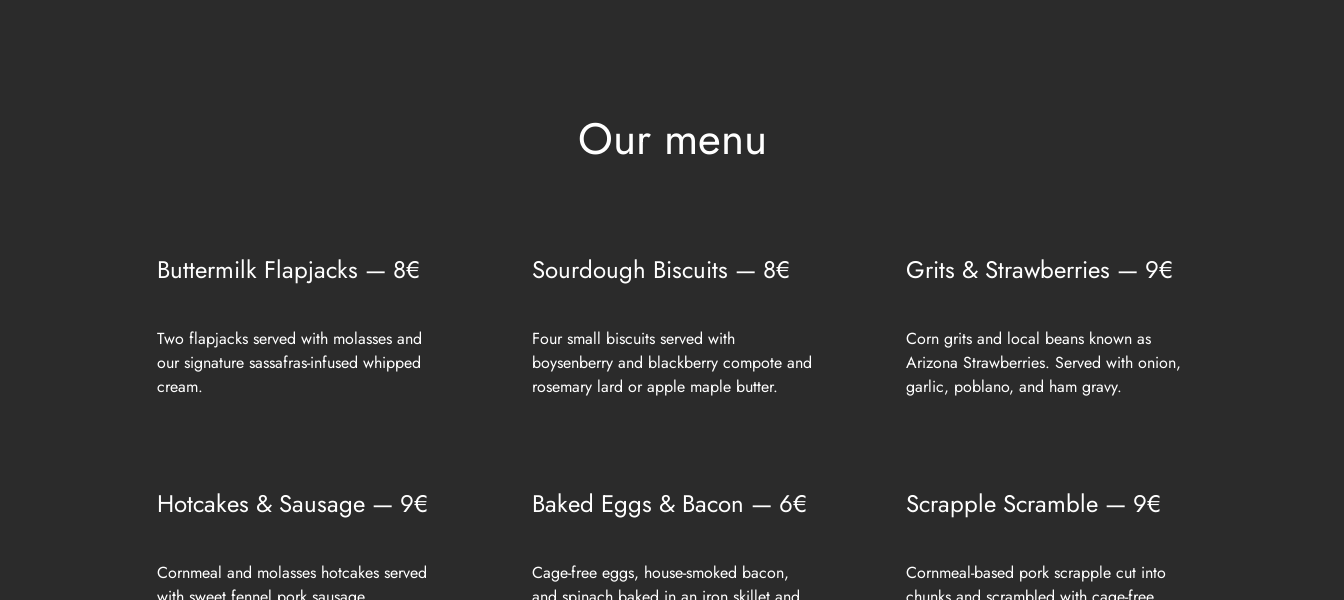 Our menu
Buttermilk Flapjacks — 8€
Two flapjacks served with molasses and
our signature sassafras-infused whipped
cream.
Sourdough Biscuits — 8€
Four small biscuits served with
boysenberry and blackberry compote and
rosemary lard or apple maple butter.
Grits & Strawberries — 9€
Corn grits and local beans known as
Arizona Strawberries. Served with onion,
garlic, poblano, and ham gravy.
Hotcakes & Sausage — 9€
Cornmeal and molasses hotcakes served
with sweet fennel pork sausage
Baked Eggs & Bacon — 6€
Cage-free eggs, house-smoked bacon,
and spinach baked in an iron skillet and
Scrapple Scramble — 9€
Cornmeal-based pork scrapple cut into
chunks and scrambled with cage-free